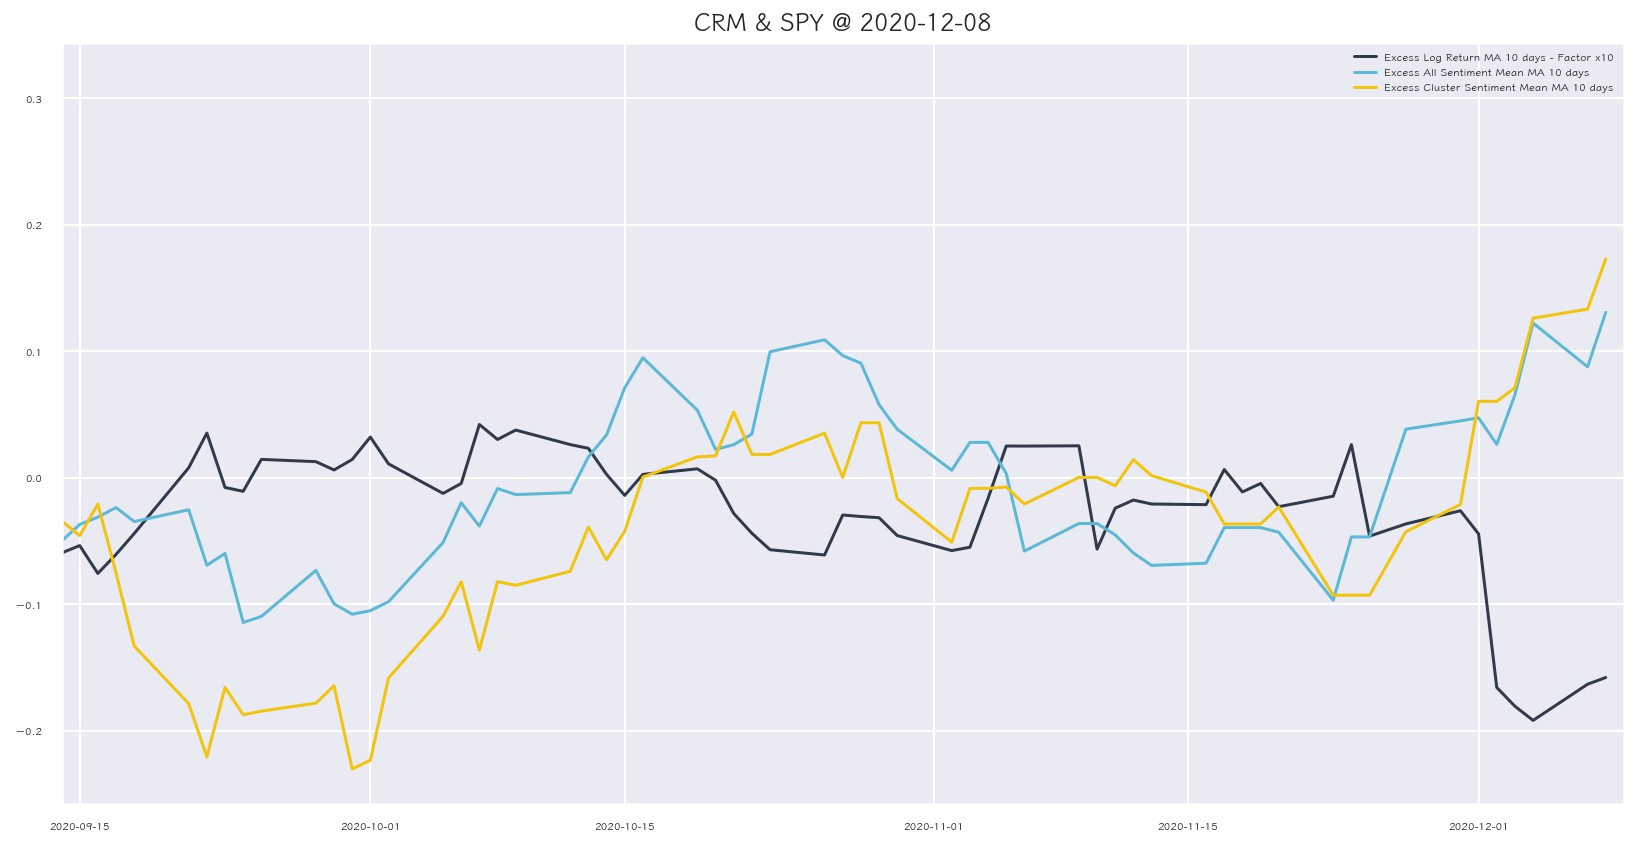 CRM & SPY @ 2020-12-08
Excess Log Return MA 10 days - Factor x10
Excess All Sentiment Mean MA 10 days
Excess Cluster Sentiment Mean MA 10 days
0.3
0.2
0.1
0.0
−0.1
−0.2
2020-09-15 2020-10-01 2020-10-15 2020-11-01 2020-11-15 2020-12-01